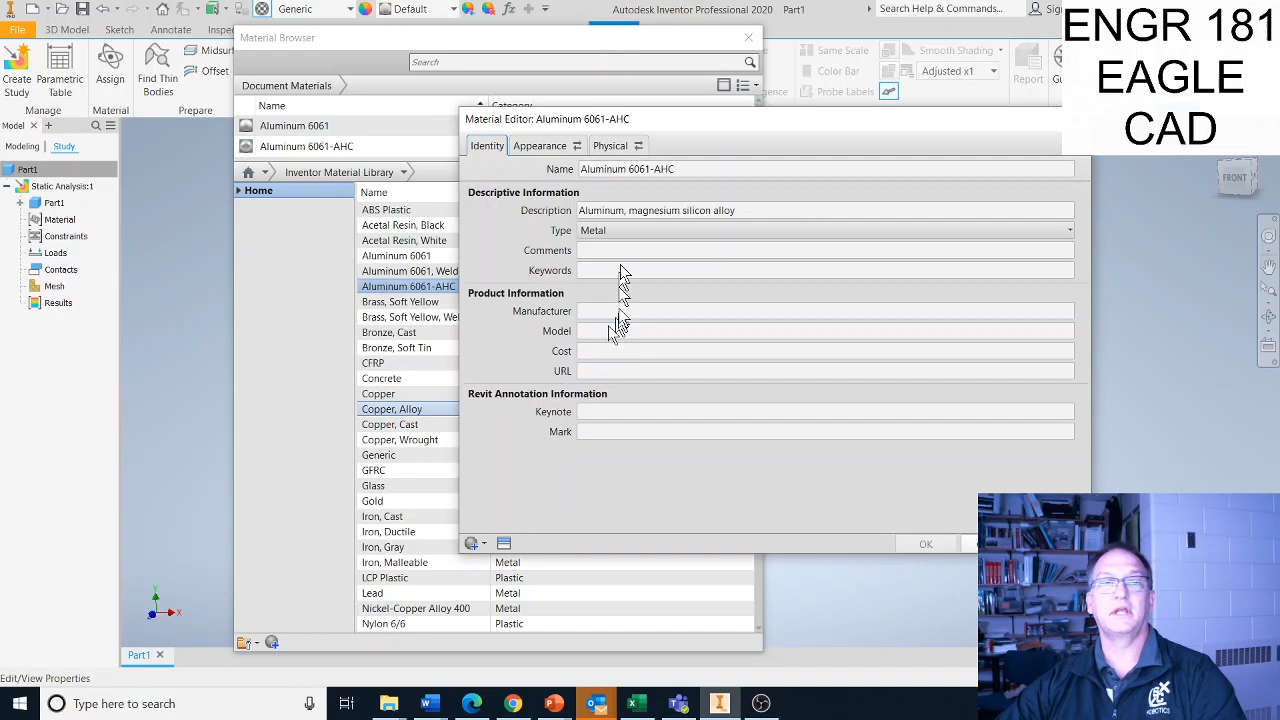 Generic
Default
Autodesk Inventor Professional 2020 Part1
Search Help & Commands...
File
3D Model
Sketch
Annotate
ENGR 181
EAGLE
CAD
Create
Study
Parametric
Table
Assign
Find Thin
Bodies
Offset
Manage
Material
Prepare
Same Scale
Color Bar
Probe Labels
Smooth Shading
Adjusted x1
Report
Model
Modeling
Study
Part1
Static Analysis:1
Part1
Material
Constraints
Loads
Contacts
Mesh
Results
Material Browser
Search
Document Materials
Name
Aluminum 6061
Aluminum 6061-AHC
Inventor Material Library
Home
Name
ABS Plastic
Acetal Resin, Black
Acetal Resin, White
Aluminum 6061
Aluminum 6061, Weld
Aluminum 6061-AHC
Brass, Soft Yellow
Brass, Soft Yellow, We
Bronze, Cast
Bronze, Soft Tin
CFRP
Concrete
Copper
Copper, Alloy
Copper, Cast
Copper, Wrought
Generic
GFRC
Glass
Gold
Iron, Cast
Iron, Ductile
Iron, Gray
Iron, Malleable Metal
LCP Plastic Plastic
Lead Metal
Nickel-Copper Alloy 400 Metal
Nylon 6/6 Plastic
Material Editor: Aluminum 6061-AHC
Identity Appearance Physical
Name Aluminum 6061-AHC
Descriptive Information
Description Aluminum, magnesium silicon alloy
Type Metal
Comments
Keywords
Product Information
Manufacturer
Model
Cost
URL
Revit Annotation Information
Keynote
Mark
OK
FRONT
ROBOTICS
X
Y
Part1
Edit/View Properties
Type here to search